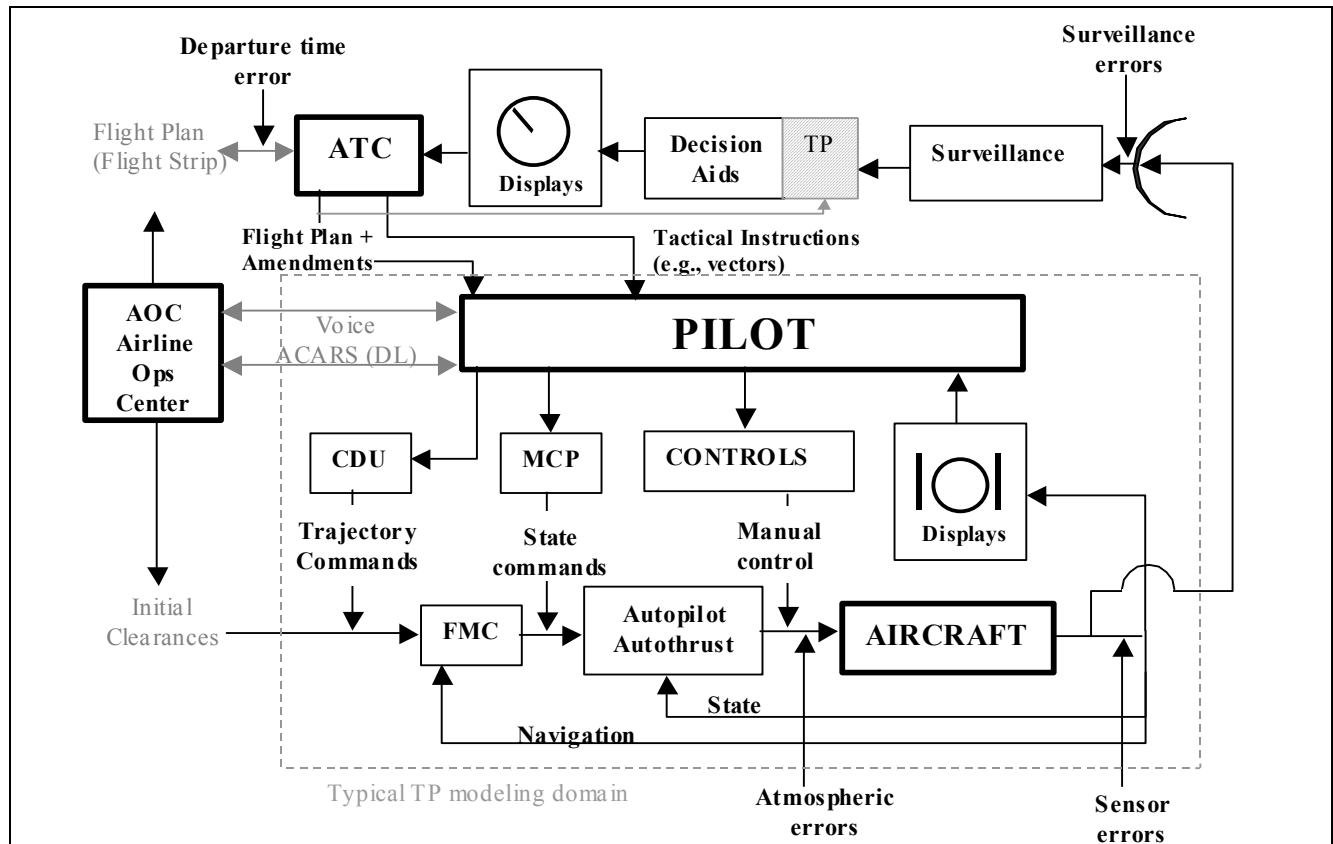 Departure time
error
Surveillance
errors
Flight Plan
(Flight Strip)
ATC
Displays
Decision
Aids
TP
Surveillance
Flight Plan +
Amendments
Tactical Instructions
(e.g., vectors)
AOC
Airline
Ops
Center
Voice
ACARS (DL)
PILOT
CDU
MCP
CONTROLS
Displays
Trajectory
Commands
State
commands
Manual
control
Initial
Clearances
FMC
Autopilot
Autothrust
AIRCRAFT
State
Navigation
Typical TP modeling domain
Atmospheric
errors
Sensor
errors